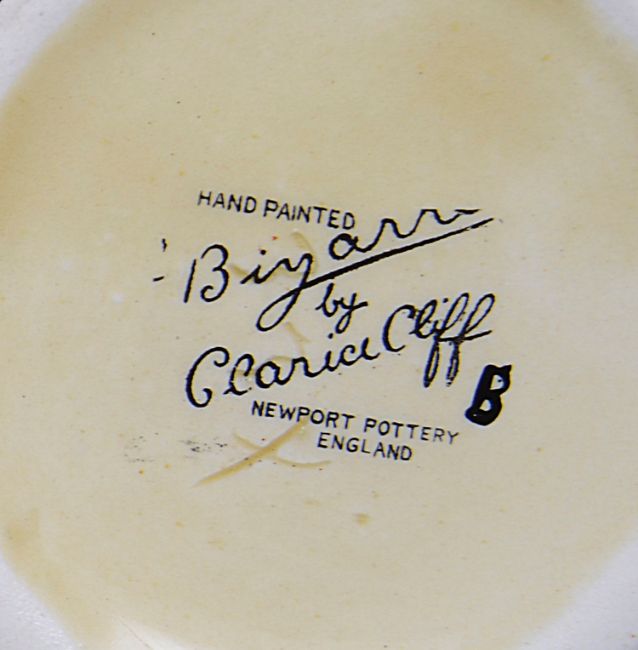 HAND PAINTED
Bizarre
by
Clarice Cliff
B
NEWPORT POTTERY
ENGLAND